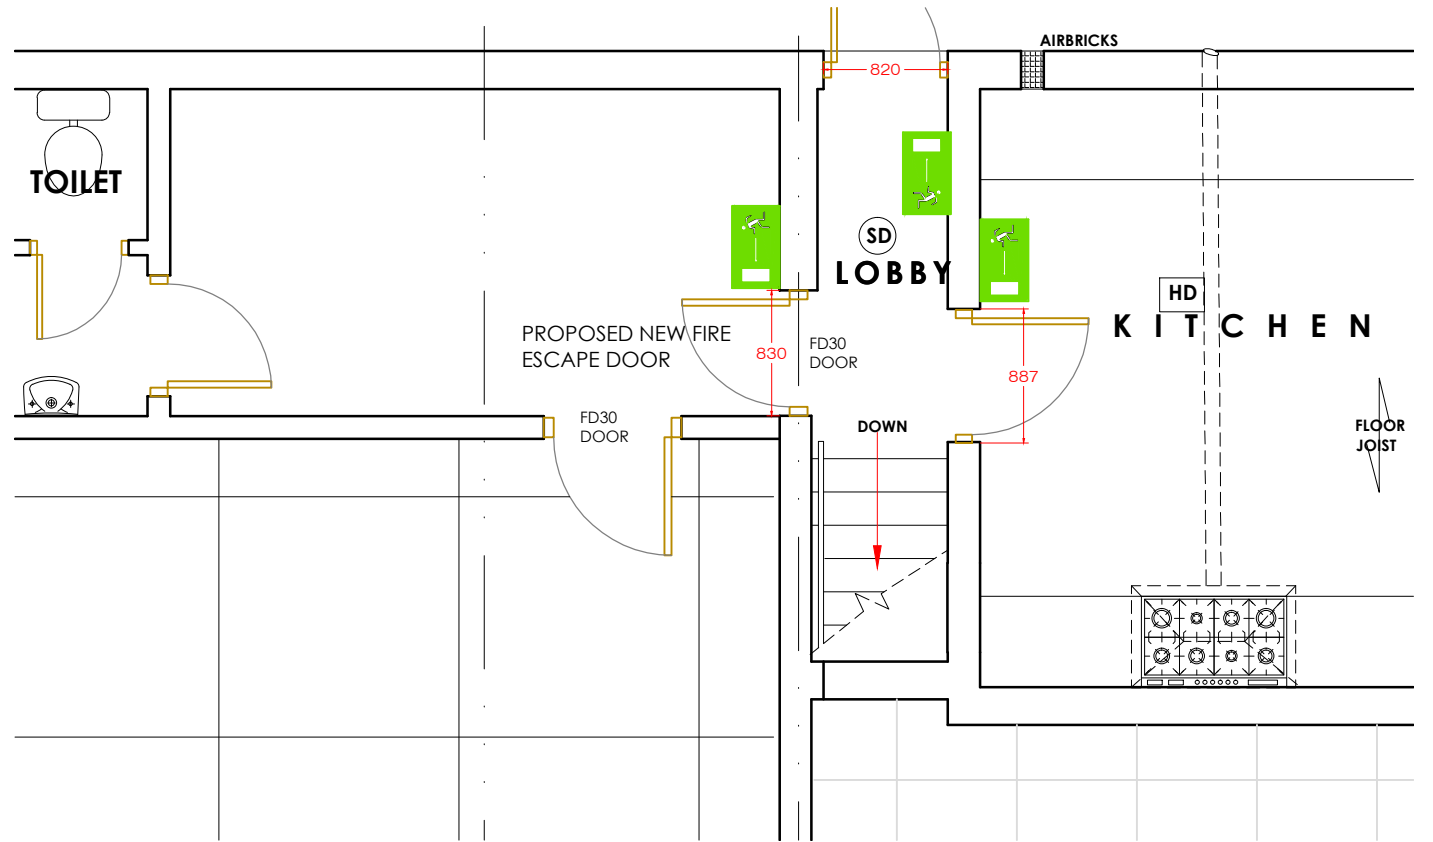 AIRBRICKS
820
TOILET
SD
LOBBY
HD
KITCHEN
PROPOSED NEW FIRE
ESCAPE DOOR
830
FD30
DOOR
887
FD30
DOOR
DOWN
FLOOR
JOIST